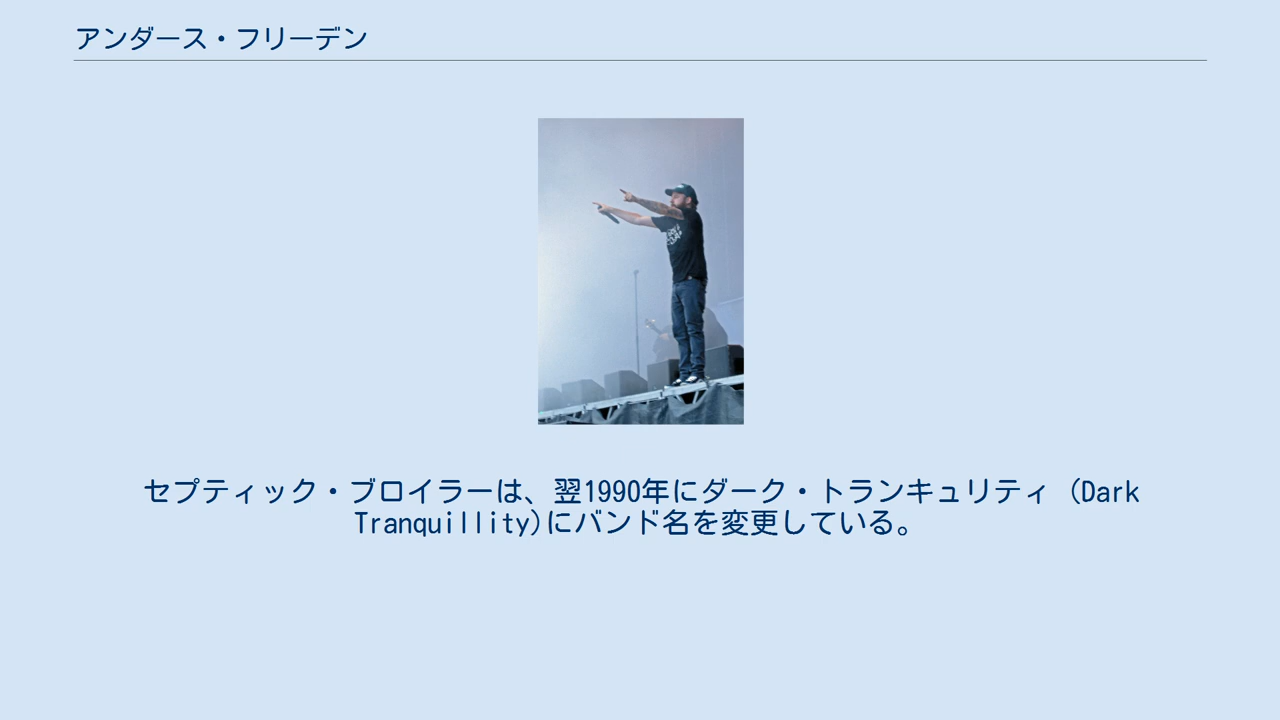 アンダース・フリーデン
セプティック・ブロイラーは、翌1990年にダーク・トランキュリティ (Dark
Tranquillity)にバンド名を変更している。